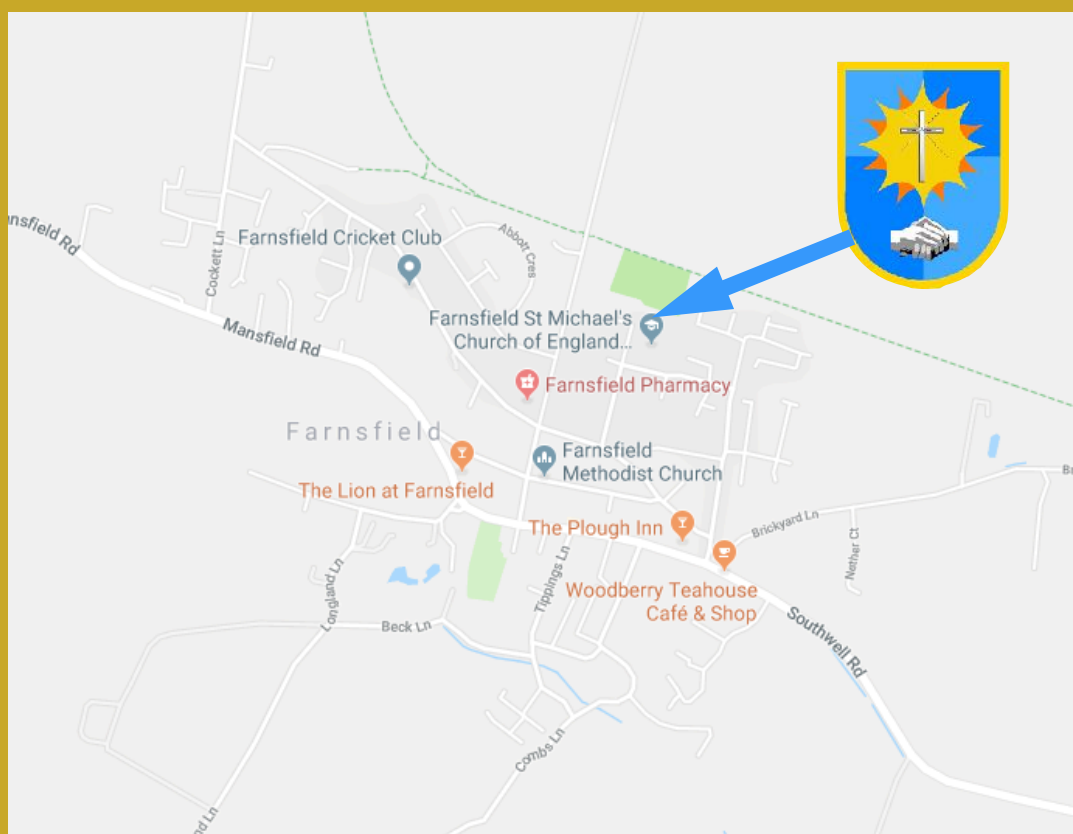 Abbott Cres
Farnsfield Cricket Club
Cockett Ln
Farnsfield St Michael's
Church of England...
Mansfield Rd
Farnsfield Pharmacy
Farnsfield
Farnsfield
Methodist Church
The Lion at Farnsfield
The Plough Inn
Brickyard Ln
Nether Ct
Tippings Ln
Woodberry Teahouse
Café & Shop
Longland Ln
Beck Ln
Southwell Rd
Combs Ln